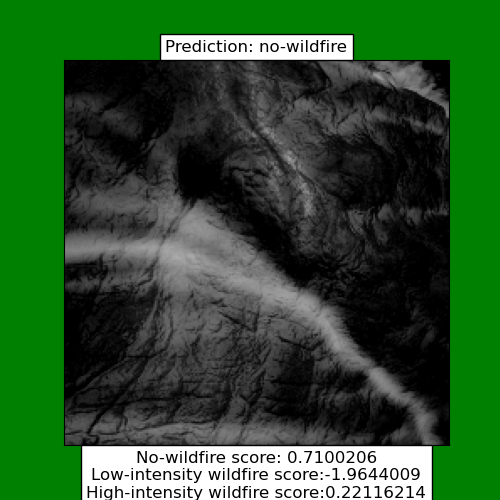 Prediction: no-wildfire
No-wildfire score: 0.7100206
Low-intensity wildfire score:-1.9644009
High-intensity wildfire score:0.22116214